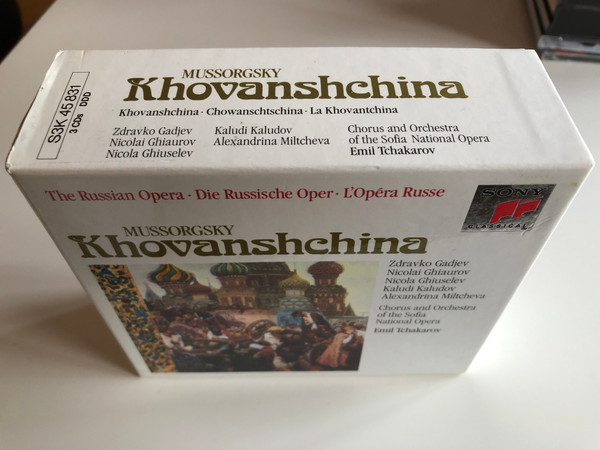 S3K 45 831
3 CDs DDD
MUSSORGSKY
Khovanshchina
Khovanshchina · Chowanschtschina · La Khovantchina
Zdravko Gadjev
Nicolai Ghiaurov
Nicola Ghiuselev
Kaludi Kaludov
Alexandrina Miltcheva
Chorus and Orchestra
of the Sofia National Opera
Emil Tchakarov
The Russian Opera · Die Russische Oper · L'Opéra Russe
SONY
CLASSICAL
MUSSORGSKY
Khovanshchina
Zdravko Gadjev
Nicolai Ghiaurov
Nicola Ghiuselev
Kaludi Kaludov
Alexandrina Miltcheva
Chorus and Orchestra
of the Sofia
National Opera
Emil Tchakarov